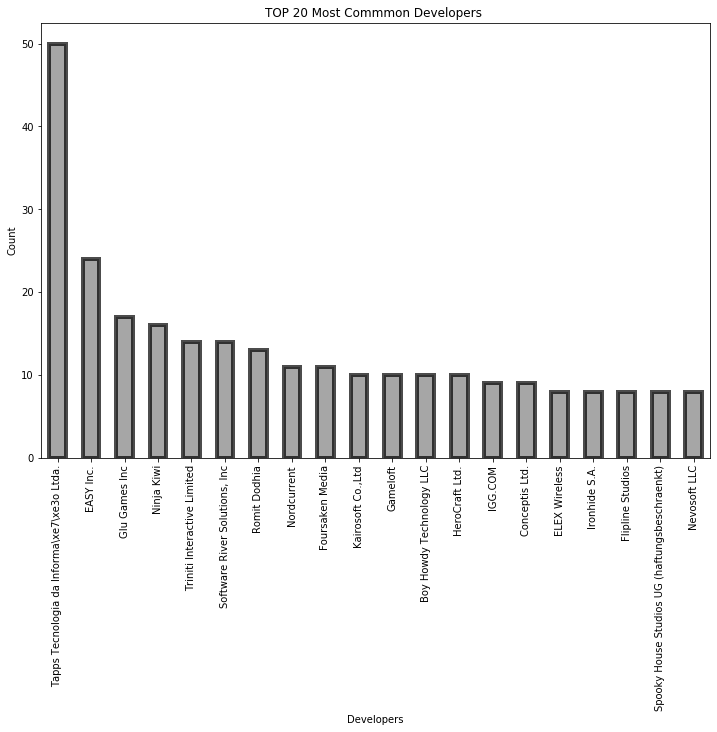 TOP 20 Most Commmon Developers
Count
50
40
30
20
10
0
Tapps Tecnologia da Informa\xe7\xe3o Ltda.
EASY Inc.
Glu Games Inc
Ninja Kiwi
Triniti Interactive Limited
Software River Solutions, Inc
Romit Dodhia
Nordcurrent
Foursaken Media
Kairosoft Co.,Ltd
Gameloft
Boy Howdy Technology LLC
HeroCraft Ltd.
IGG.COM
Conceptis Ltd.
ELEX Wireless
Ironhide S.A.
Flipline Studios
Spooky House Studios UG (haftungsbeschraenkt)
Nevosoft LLC
Developers